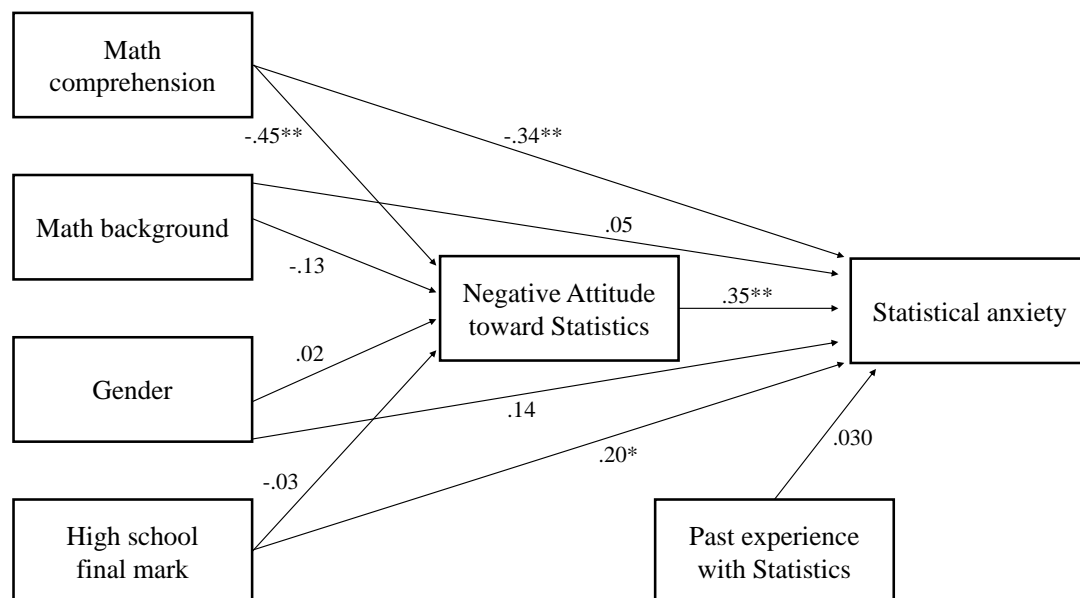 Math
comprehension
-.45**
-.34**
Math background
.05
-.13
Negative Attitude
toward Statistics
.35**
Statistical anxiety
.02
Gender
.14
.030
.20*
-.03
High school
final mark
Past experience
with Statistics